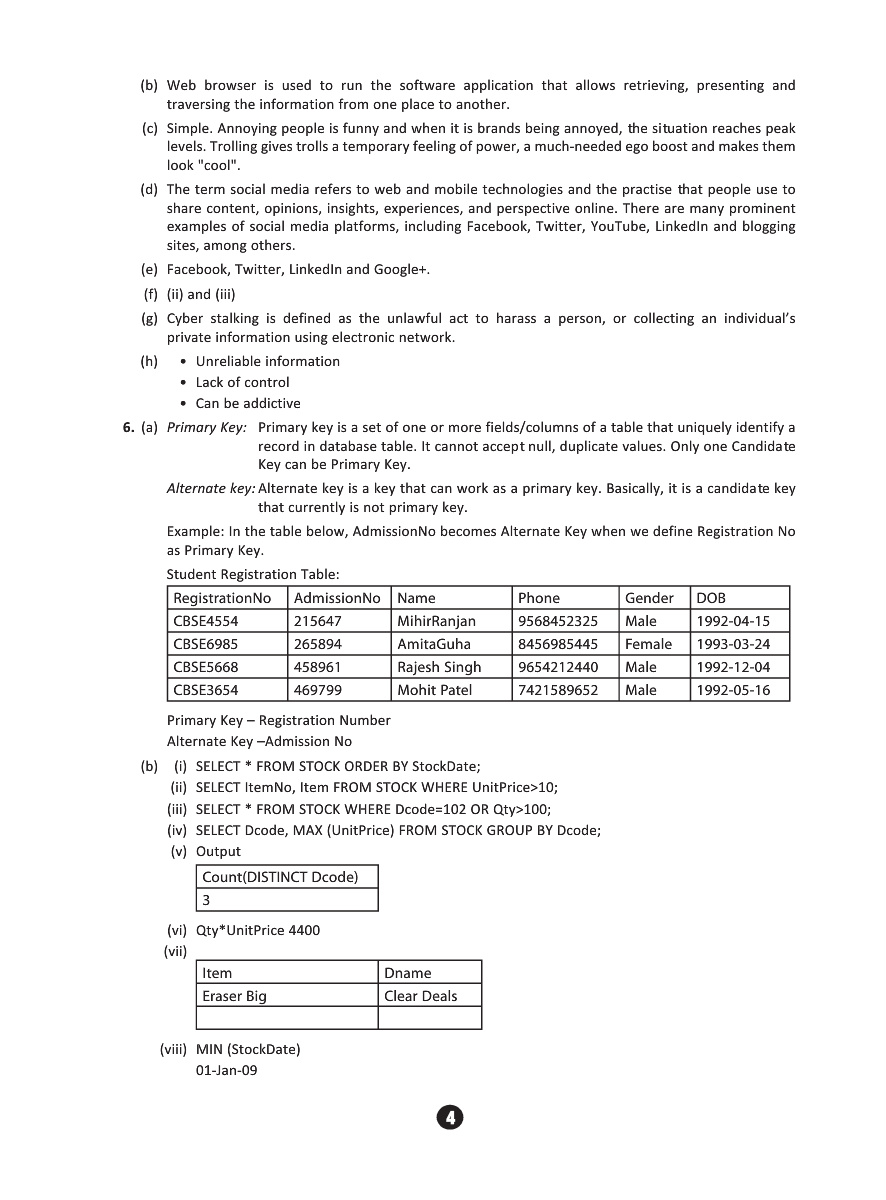 (b) Web browser is used to run the software application that allows retrieving, presenting and
traversing the information from one place to another.
(c) Simple. Annoying people is funny and when it is brands being annoyed, the situation reaches peak
levels. Trolling gives trolls a temporary feeling of power, a much-needed ego boost and makes them
look "cool".
(d) The term social media refers to web and mobile technologies and the practise that people use to
share content, opinions, insights, experiences, and perspective online. There are many prominent
examples of social media platforms, including Facebook, Twitter, YouTube, LinkedIn and blogging
sites, among others.
(e) Facebook, Twitter, LinkedIn and Google+.
(f) (ii) and (iii)
(g) Cyber stalking is defined as the unlawful act to harass a person, or collecting an individual’s
private information using electronic network.
(h) • Unreliable information
• Lack of control
• Can be addictive
6. (a) Primary Key: Primary key is a set of one or more fields/columns of a table that uniquely identify a
record in database table. It cannot accept null, duplicate values. Only one Candidate
Key can be Primary Key.
Alternate key: Alternate key is a key that can work as a primary key. Basically, it is a candidate key
that currently is not primary key.
Example: In the table below, AdmissionNo becomes Alternate Key when we define Registration No
as Primary Key.
Student Registration Table:
RegistrationNo AdmissionNo Name Phone Gender DOB
CBSE4554 215647 MihirRanjan 9568452325 Male 1992-04-15
CBSE6985 265894 AmitaGuha 8456985445 Female 1993-03-24
CBSE5668 458961 Rajesh Singh 9654212440 Male 1992-12-04
CBSE3654 469799 Mohit Patel 7421589652 Male 1992-05-16
Primary Key – Registration Number
Alternate Key –Admission No
(b) (i) SELECT * FROM STOCK ORDER BY StockDate;
(ii) SELECT ItemNo, Item FROM STOCK WHERE UnitPrice>10;
(iii) SELECT * FROM STOCK WHERE Dcode=102 OR Qty>100;
(iv) SELECT Dcode, MAX (UnitPrice) FROM STOCK GROUP BY Dcode;
(v) Output
Count(DISTINCT Dcode)
3
(vi) Qty*UnitPrice 4400
(vii)
Item Dname
Eraser Big Clear Deals
(viii) MIN (StockDate)
01-Jan-09
4